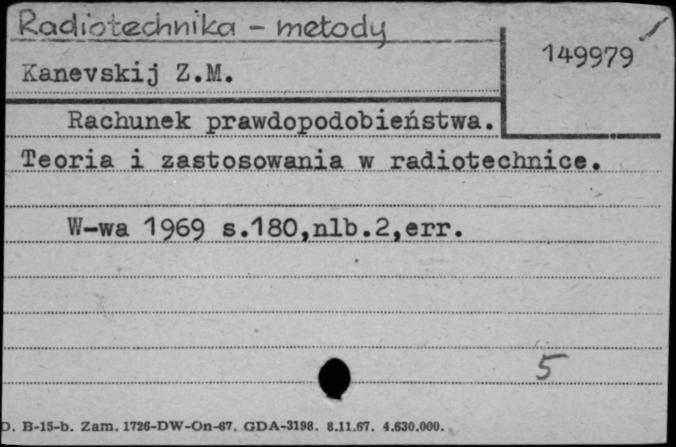 Radiotechnika - metody
149979
Kanevskij Z.M.
Rachunek prawdopodobieństwa.
Teoria i zastosowania w radiotechnice.
W-wa 1969 s.180,nlb.2,err.
5
D. B-15-b. Zam. 1726-DW-On-67. GDA-3198. 8.11.67. 4.630.000.